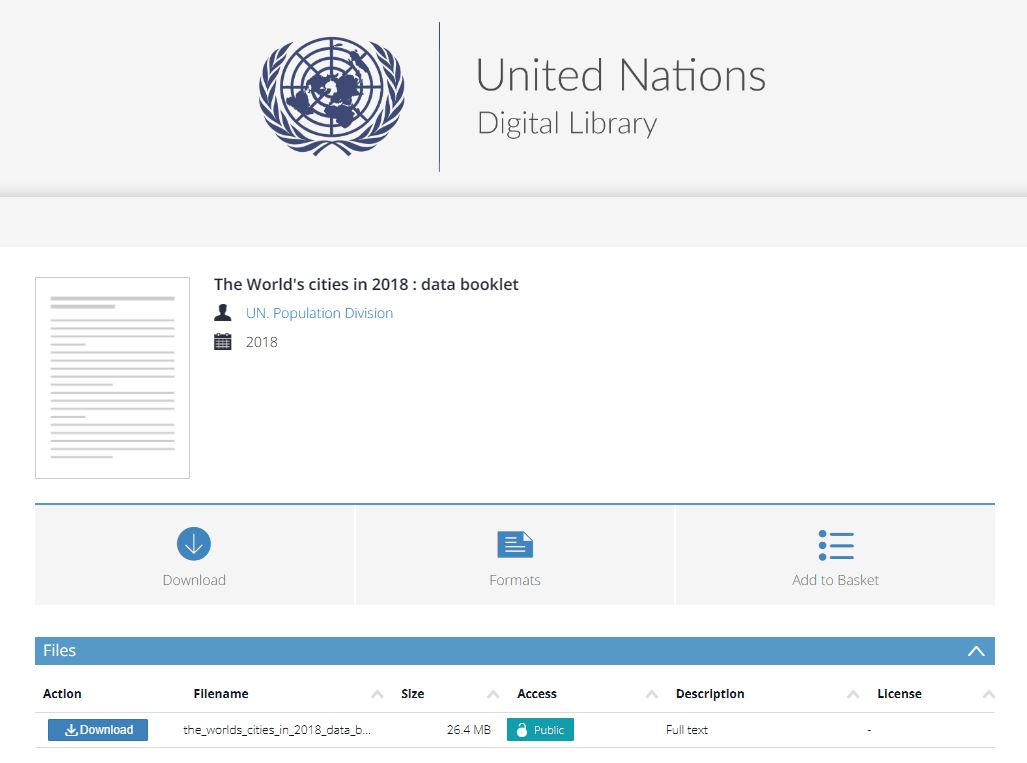 United Nations
Digital Library
The World's cities in 2018 : data booklet
UN. Population Division
2018
Download Formats Add to Basket
Files
Action Filename Size Access Description License
Download the_worlds_cities_in_2018_data_b... 26.4 MB Public Full text -